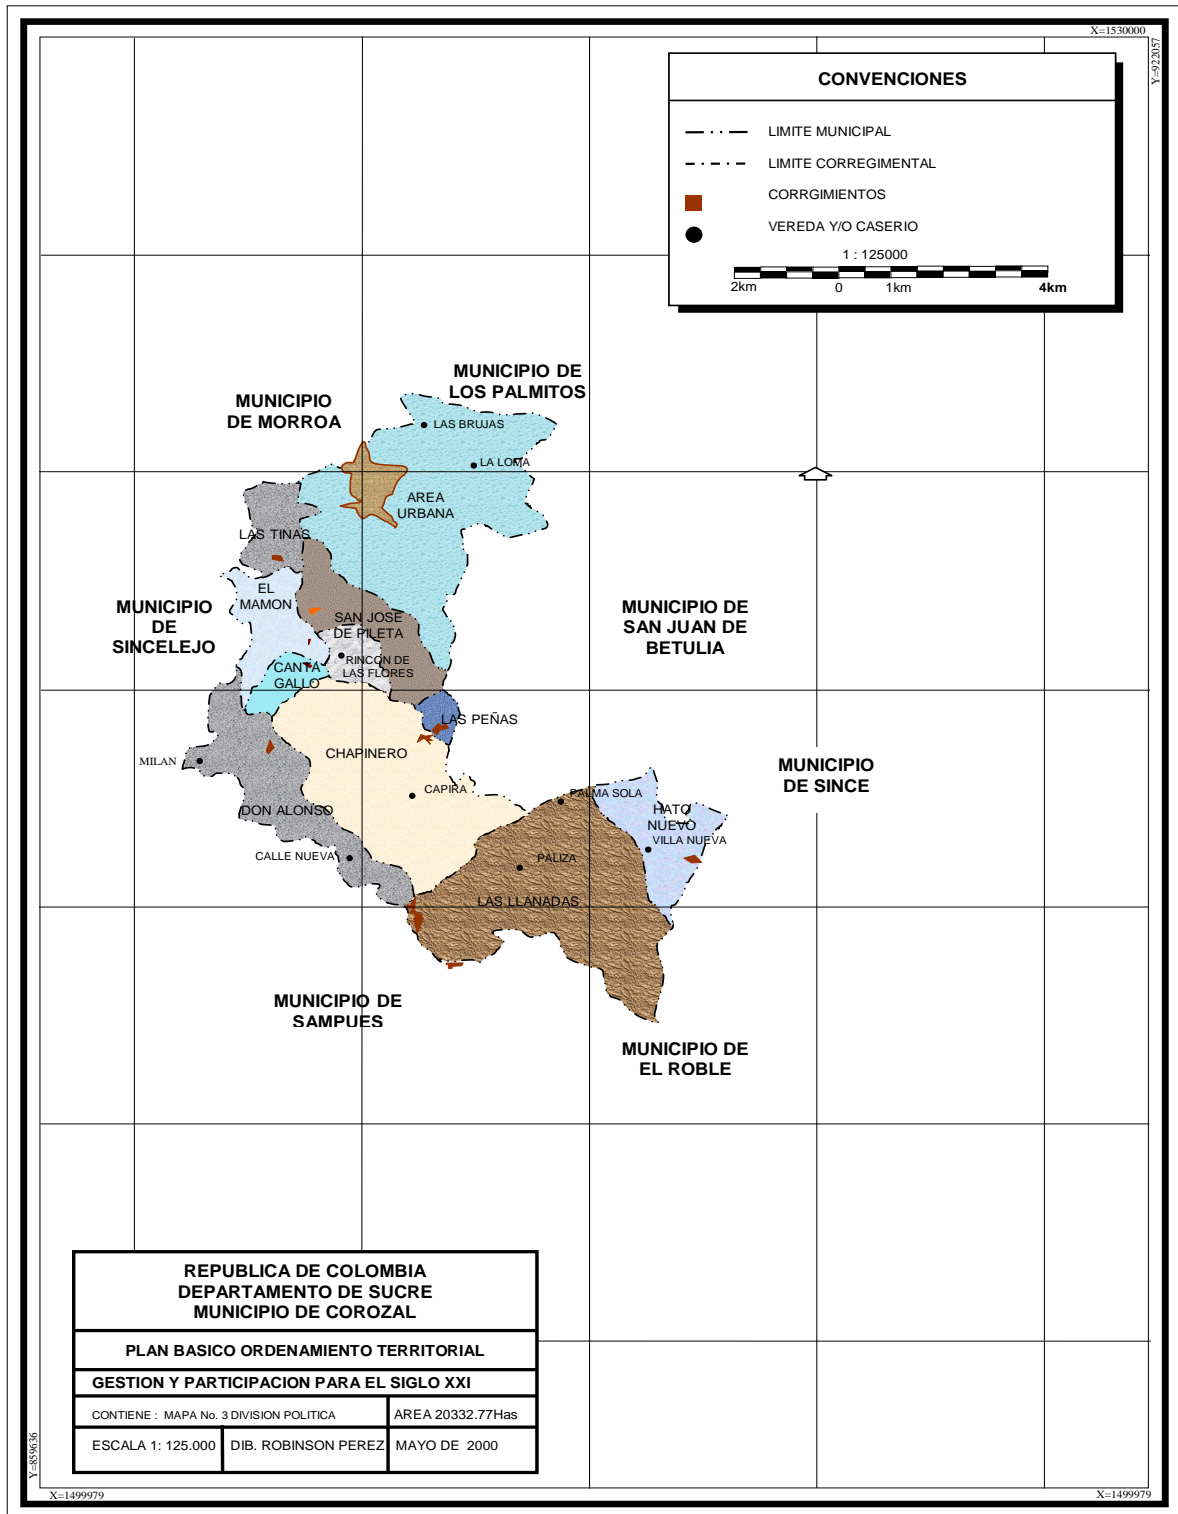 X=1530000
Y=922057
CONVENCIONES
LIMITE MUNICIPAL
LIMITE CORREGIMENTAL
CORRGIMIENTOS
VEREDA Y/O CASERIO
1 : 125000
2km 0 1km 4km
MUNICIPIO DE
LOS PALMITOS
MUNICIPIO
DE MORROA
LAS BRUJAS
LA LOMA
AREA
URBANA
LAS TINAS
EL
MAMON
MUNICIPIO
DE
SINCELEJO
SAN JOSE
DE PILETA
MUNICIPIO DE
SAN JUAN DE
BETULIA
RINCON DE
LAS FLORES
CANTA
GALLO
LAS PEÑAS
CHAPINERO
MILAN
MUNICIPIO
DE SINCE
CAPIRA
PALMA SOLA
DON ALONSO
HATO
NUEVO
VILLA NUEVA
CALLE NUEVA
PALIZA
LAS LLANADAS
MUNICIPIO DE
SAMPUES
MUNICIPIO DE
EL ROBLE
REPUBLICA DE COLOMBIA
DEPARTAMENTO DE SUCRE
MUNICIPIO DE COROZAL
PLAN BASICO ORDENAMIENTO TERRITORIAL
GESTION Y PARTICIPACION PARA EL SIGLO XXI
CONTIENE : MAPA No. 3 DIVISION POLITICA
AREA 20332.77Has
ESCALA 1: 125.000
DIB. ROBINSON PEREZ
MAYO DE 2000
Y=859636
X=1499979
X=1499979